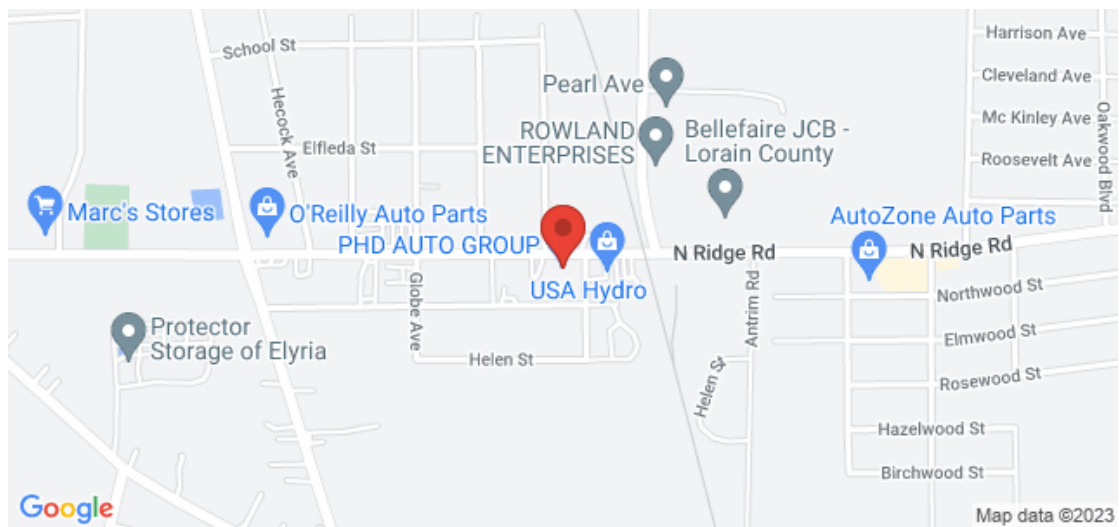 School St
Hecock Ave
Elfleda St
Pearl Ave
ROWLAND
ENTERPRISES
Bellefaire JCB -
Lorain County
Harrison Ave
Cleveland Ave
Mc Kinley Ave
Roosevelt Ave
Oakwood Blvd
Marc's Stores
O'Reilly Auto Parts
PHD AUTO GROUP
USA Hydro
AutoZone Auto Parts
N Ridge Rd
N Ridge Rd
Globe Ave
Antrim Rd
Northwood St
Elmwood St
Rosewood St
Hazelwood St
Birchwood St
Protector
Storage of Elyria
Helen St
Helen St
Google
Map data ©2023